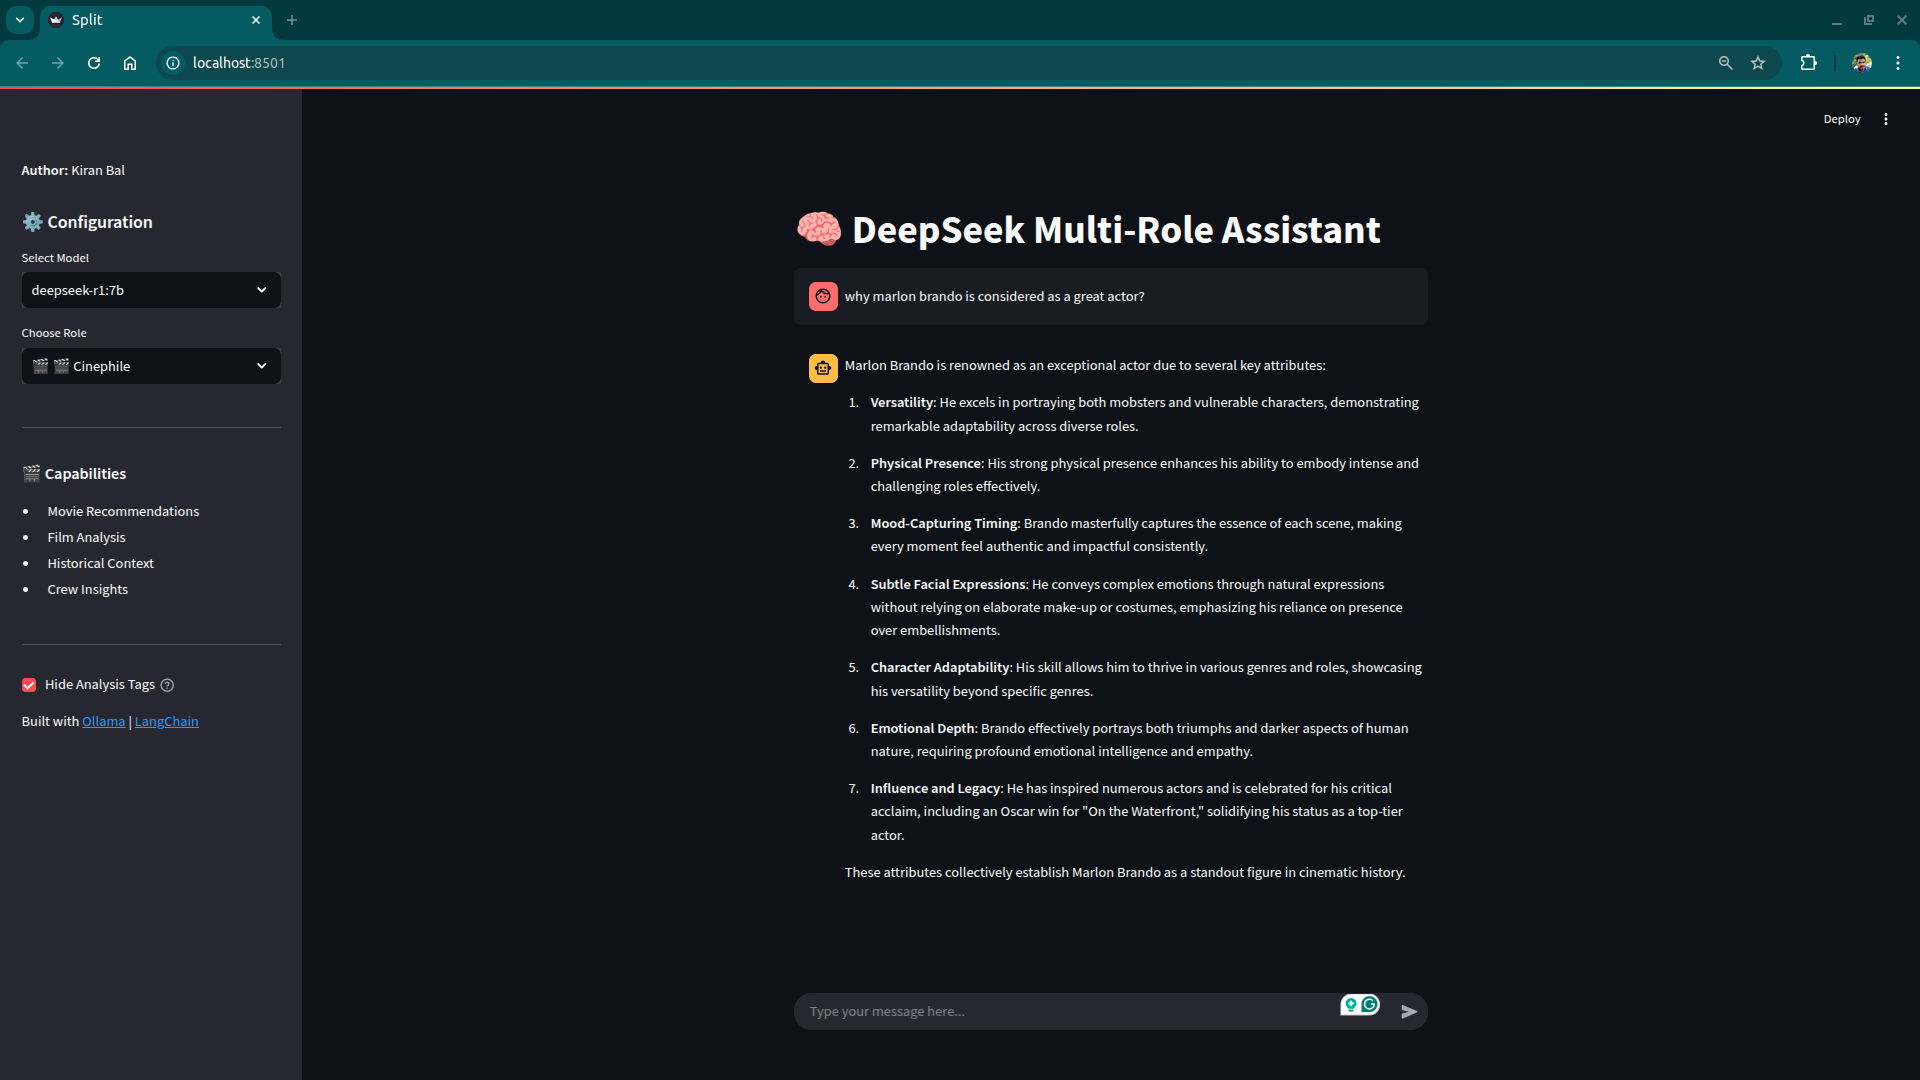 Split
localhost:8501
Deploy
Author: Kiran Bal
Configuration
Select Model
deepseek-r1:7b
Choose Role
Cinephile
Capabilities
Movie Recommendations
Film Analysis
Historical Context
Crew Insights
Hide Analysis Tags
Built with Ollama | LangChain
DeepSeek Multi-Role Assistant
why marlon brando is considered as a great actor?
Marlon Brando is renowned as an exceptional actor due to several key attributes:
1. Versatility: He excels in portraying both mobsters and vulnerable characters, demonstrating
remarkable adaptability across diverse roles.
2. Physical Presence: His strong physical presence enhances his ability to embody intense and
challenging roles effectively.
3. Mood-Capturing Timing: Brando masterfully captures the essence of each scene, making
every moment feel authentic and impactful consistently.
4. Subtle Facial Expressions: He conveys complex emotions through natural expressions
without relying on elaborate make-up or costumes, emphasizing his reliance on presence
over embellishments.
5. Character Adaptability: His skill allows him to thrive in various genres and roles, showcasing
his versatility beyond specific genres.
6. Emotional Depth: Brando effectively portrays both triumphs and darker aspects of human
nature, requiring profound emotional intelligence and empathy.
7. Influence and Legacy: He has inspired numerous actors and is celebrated for his critical
acclaim, including an Oscar win for "On the Waterfront," solidifying his status as a top-tier
actor.
These attributes collectively establish Marlon Brando as a standout figure in cinematic history.
Type your message here...